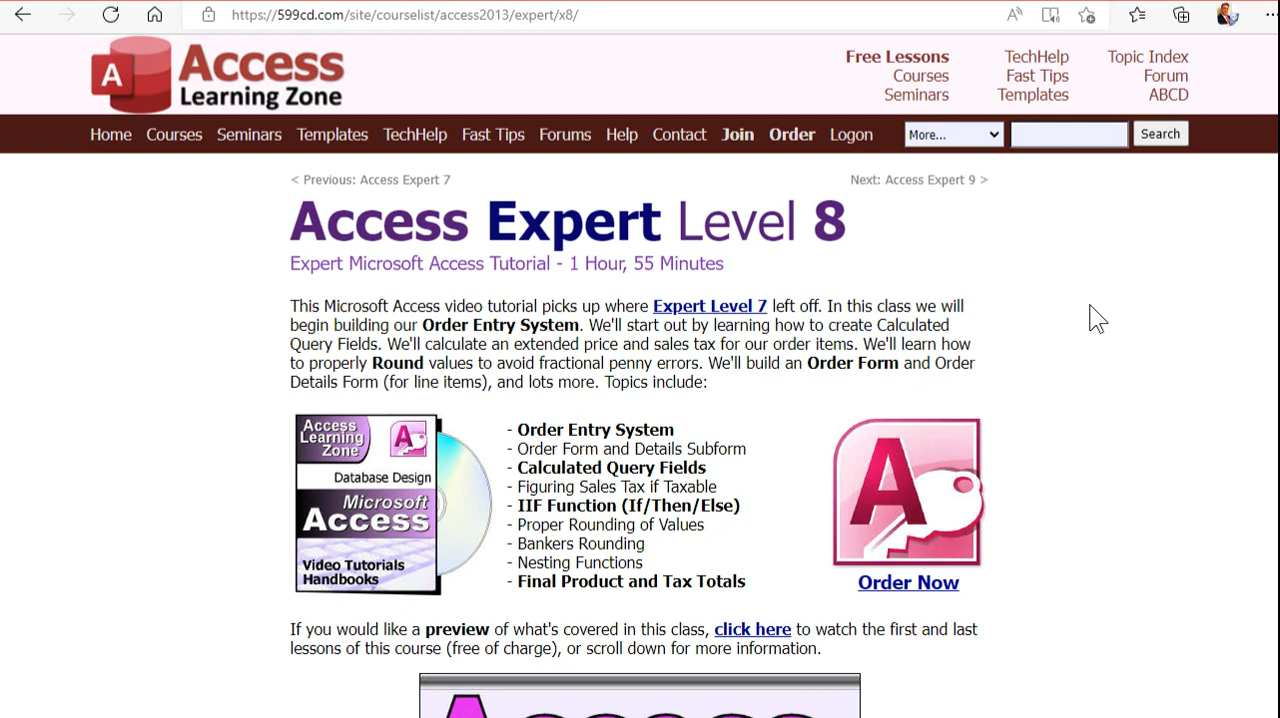 https://599cd.com/site/courselist/access2013/expert/x8/
A
Access
Learning Zone
Free Lessons
Courses
Seminars
TechHelp
Fast Tips
Templates
Topic Index
Forum
ABCD
Home Courses Seminars Templates TechHelp Fast Tips Forums Help Contact Join Order Logon More... Search
< Previous: Access Expert 7
Next: Access Expert 9 >
Access Expert Level 8
Expert Microsoft Access Tutorial - 1 Hour, 55 Minutes
This Microsoft Access video tutorial picks up where Expert Level 7 left off. In this class we will
begin building our Order Entry System. We'll start out by learning how to create Calculated
Query Fields. We'll calculate an extended price and sales tax for our order items. We'll learn how
to properly Round values to avoid fractional penny errors. We'll build an Order Form and Order
Details Form (for line items), and lots more. Topics include:
Access
Learning
Zone
A
Database Design
Microsoft
Access
Video Tutorials
Handbooks
- Order Entry System
- Order Form and Details Subform
- Calculated Query Fields
- Figuring Sales Tax if Taxable
- IIF Function (If/Then/Else)
- Proper Rounding of Values
- Bankers Rounding
- Nesting Functions
- Final Product and Tax Totals
A
Order Now
If you would like a preview of what's covered in this class, click here to watch the first and last
lessons of this course (free of charge), or scroll down for more information.